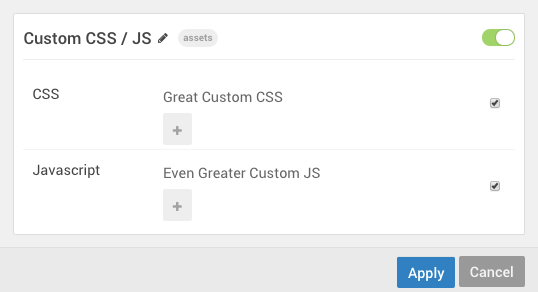 Custom CSS / JS assets
CSS
Great Custom CSS
+
Javascript
Even Greater Custom JS
+
Apply
Cancel